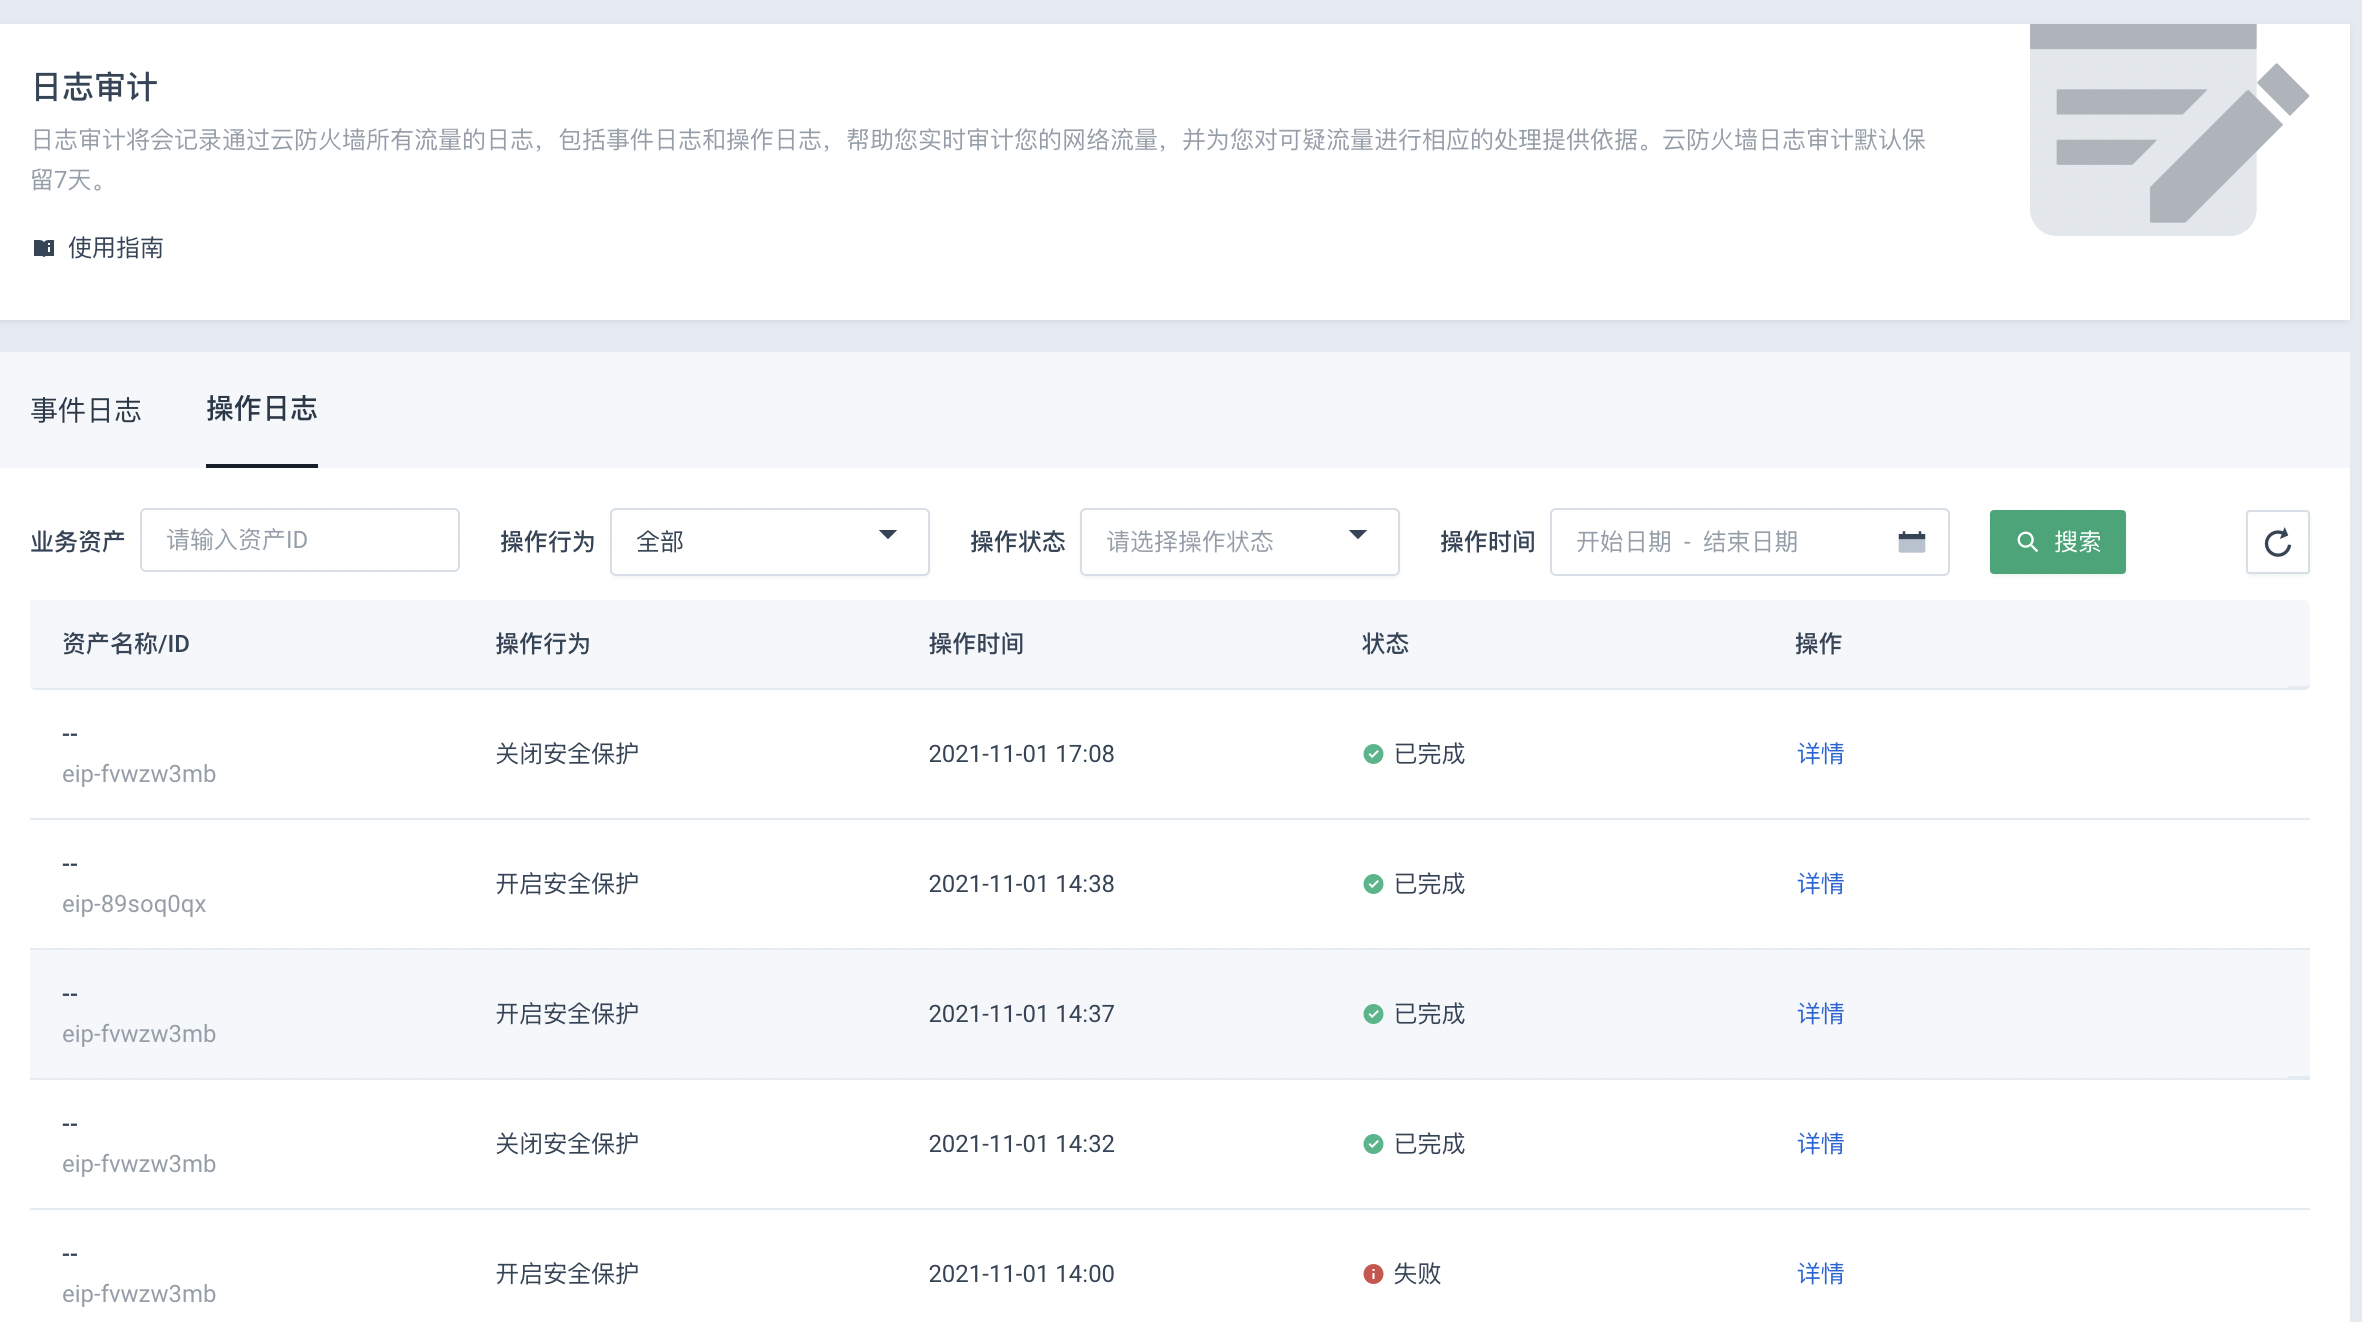 日志审计
日志审计将会记录通过云防火墙所有流量的日志，包括事件日志和操作日志，帮助您实时审计您的网络流量，并为您对可疑流量进行相应的处理提供依据。云防火墙日志审计默认保
留7天。
使用指南
事件日志 操作日志
业务资产 请输入资产ID 操作行为 全部 操作状态 请选择操作状态 操作时间 开始日期 - 结束日期 搜索
资产名称/ID 操作行为 操作时间 状态 操作
--
eip-fvwzw3mb 关闭安全保护 2021-11-01 17:08 已完成 详情
--
eip-89soq0qx 开启安全保护 2021-11-01 14:38 已完成 详情
--
eip-fvwzw3mb 开启安全保护 2021-11-01 14:37 已完成 详情
--
eip-fvwzw3mb 关闭安全保护 2021-11-01 14:32 已完成 详情
--
eip-fvwzw3mb 开启安全保护 2021-11-01 14:00 失败 详情